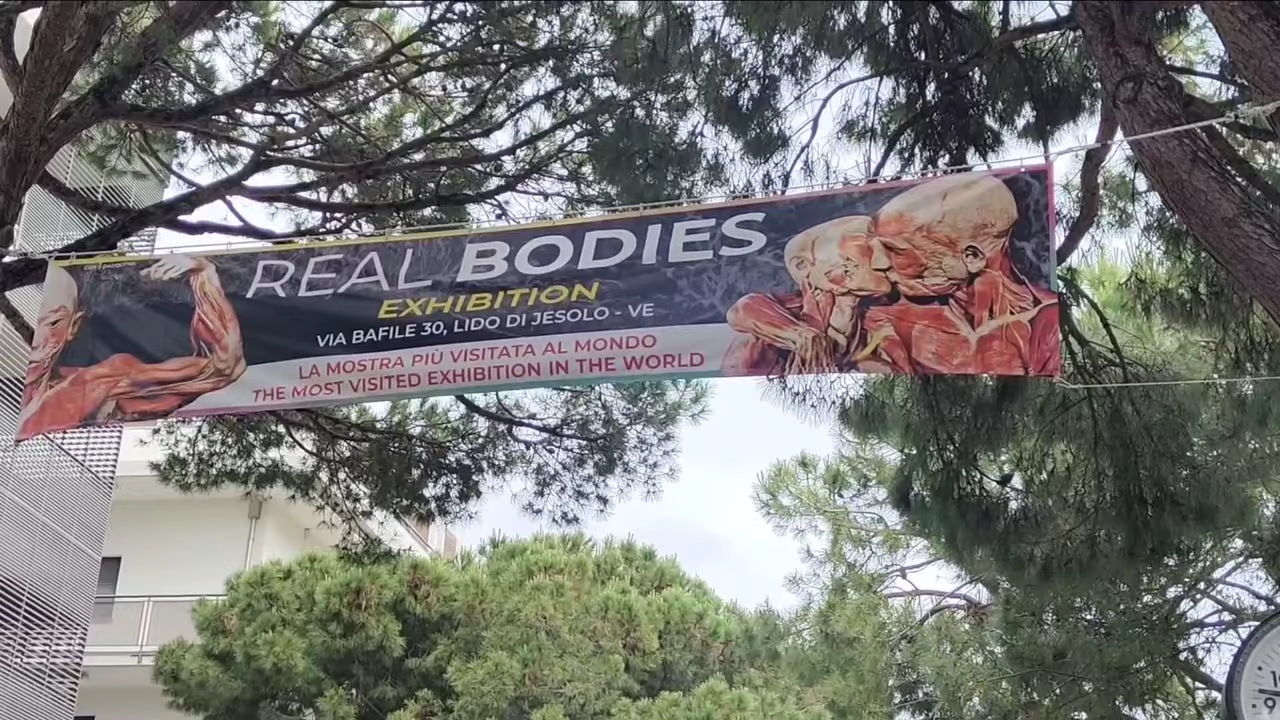 REAL BODIES
EXHIBITION
VIA BAFILE 30, LIDO DI JESOLO - VE
LA MOSTRA PIÙ VISITATA AL MONDO
THE MOST VISITED EXHIBITION IN THE WORLD